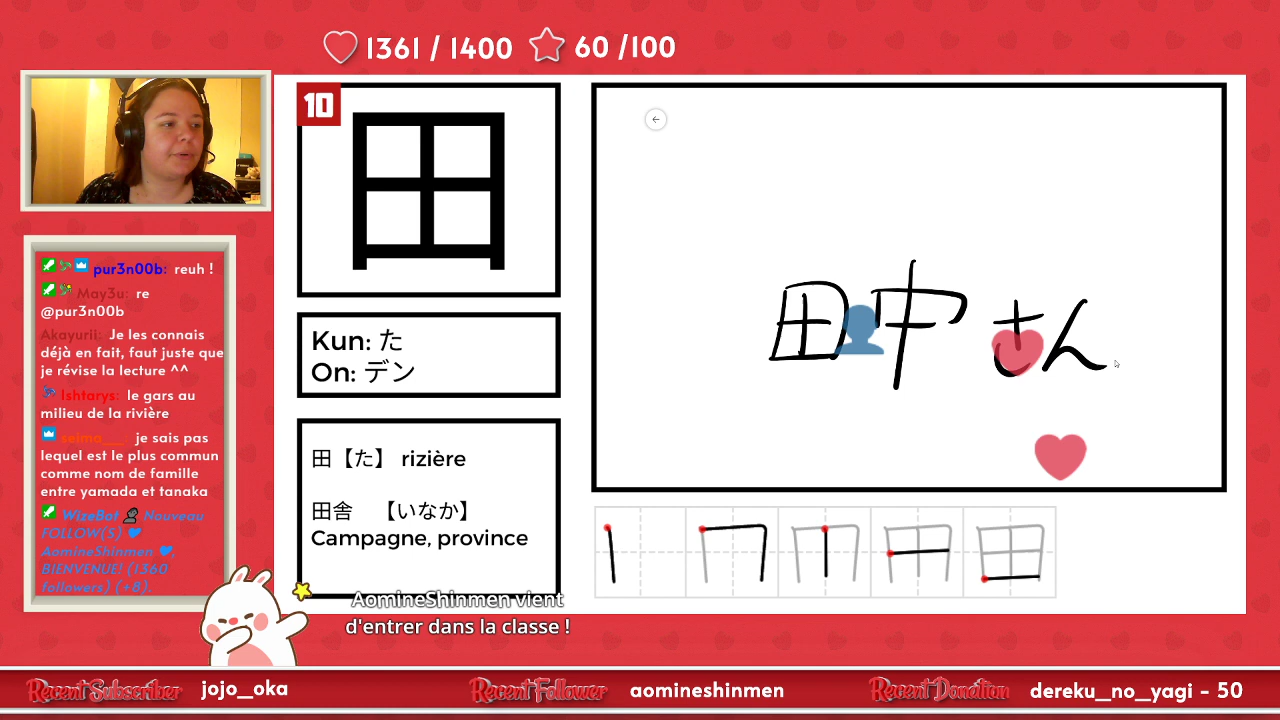 1361 / 1400 60 /100
10
田
Kun: た
On: デン
田【た】 rizière
田舎 【いなか】
Campagne, province
田中さん
pur3n00b: reuh !
May3u: re
@pur3n00b
Akayurii: Je les connais
déjà en fait, faut juste que
je révise la lecture ^^
Ishtarys: le gars au
milieu de la rivière
seimo___ je sais pas
lequel est le plus commun
comme nom de famille
entre yamada et tanaka
WizeBot Nouveau
FOLLOW(S)
AomineShinmen ,
BIENVENUE! (1360
followers) (+8).
AomineShinmen vient
d'entrer dans la classe !
Recent Subscriber jojo_oka Recent Follower aomineshinmen Recent Donation dereku_no_yagi - 50